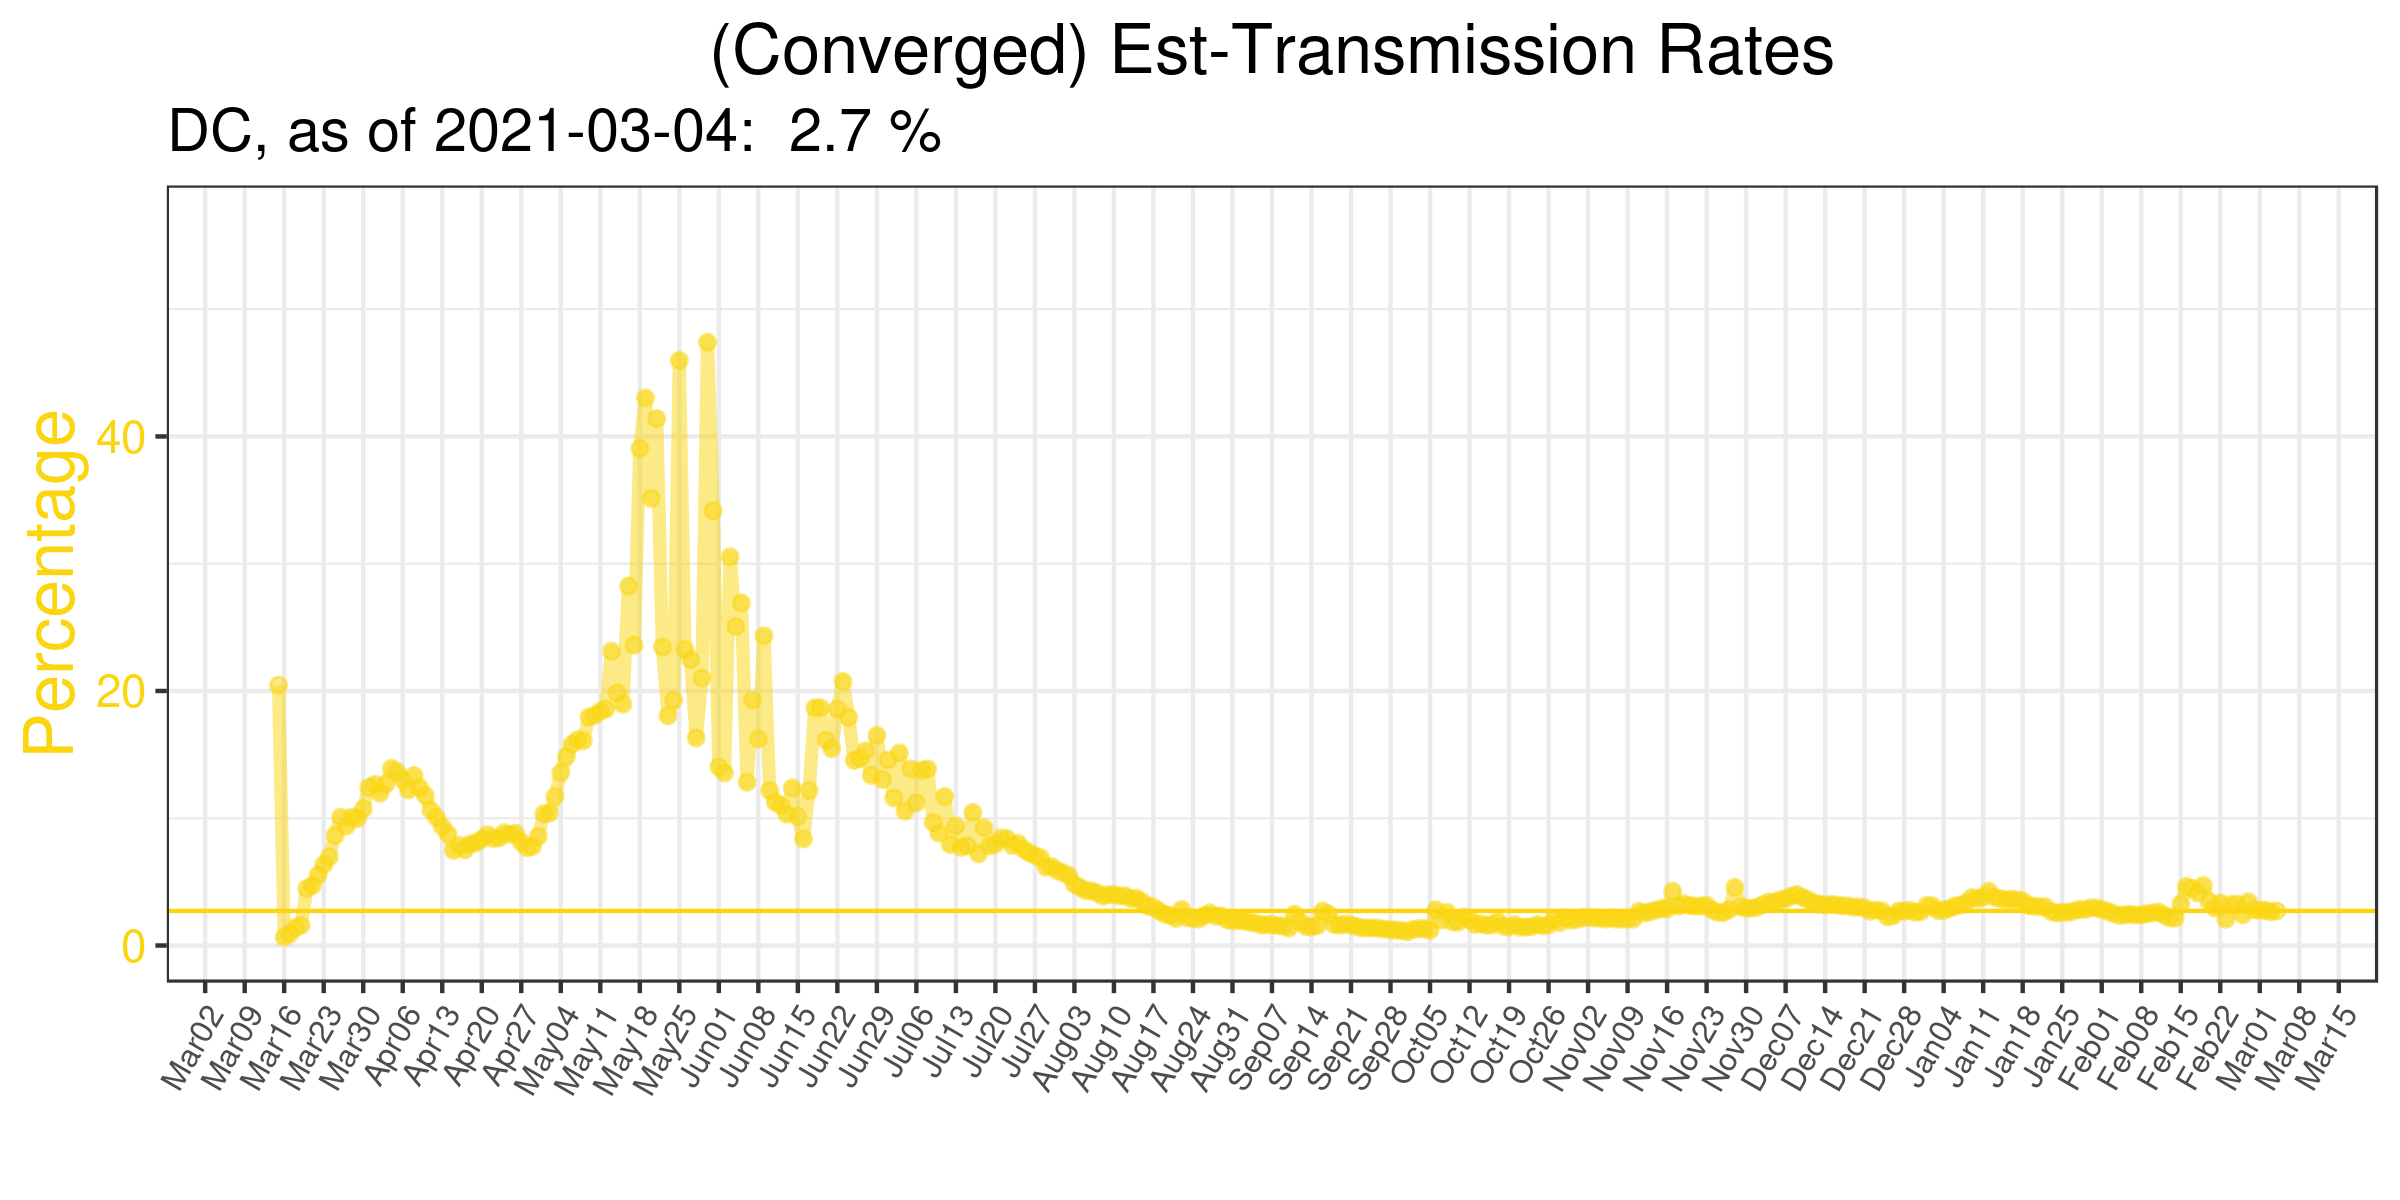 (Converged) Est-Transmission Rates
DC, as of 2021-03-04:  2.7 %
Percentage
40
20
0
Mar02
Mar09
Mar16
Mar23
Mar30
Apr06
Apr13
Apr20
Apr27
May04
May11
May18
May25
Jun01
Jun08
Jun15
Jun22
Jun29
Jul06
Jul13
Jul20
Jul27
Aug03
Aug10
Aug17
Aug24
Aug31
Sep07
Sep14
Sep21
Sep28
Oct05
Oct12
Oct19
Oct26
Nov02
Nov09
Nov16
Nov23
Nov30
Dec07
Dec14
Dec21
Dec28
Jan04
Jan11
Jan18
Jan25
Feb01
Feb08
Feb15
Feb22
Mar01
Mar08
Mar15